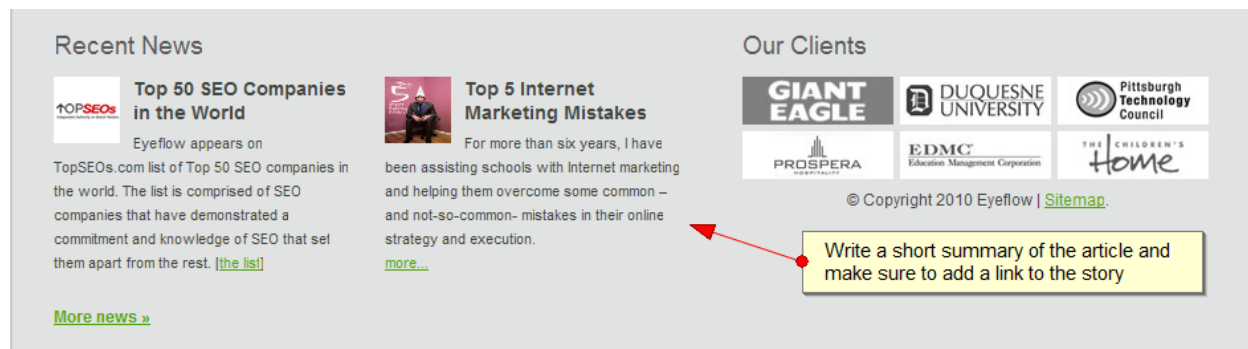 Recent News
Top 50 SEO Companies
in the World
TOPSEOs
Eyeflow appears on
TopSEOs.com list of Top 50 SEO companies in
the world. The list is comprised of SEO
companies that have demonstrated a
commitment and knowledge of SEO that set
them apart from the rest. [the list]
More news »
Top 5 Internet
Marketing Mistakes
For more than six years, I have
been assisting schools with Internet marketing
and helping them overcome some common –
and not-so-common- mistakes in their online
strategy and execution.
more...
Our Clients
GIANT
EAGLE
D DUQUESNE
UNIVERSITY
Pittsburgh
Technology
Council
PROSPERA
HOSPITALITY
EDMC
Education Management Corporation
THE CHILDREN'S
Home
© Copyright 2010 Eyeflow | Sitemap.
Write a short summary of the article and
make sure to add a link to the story